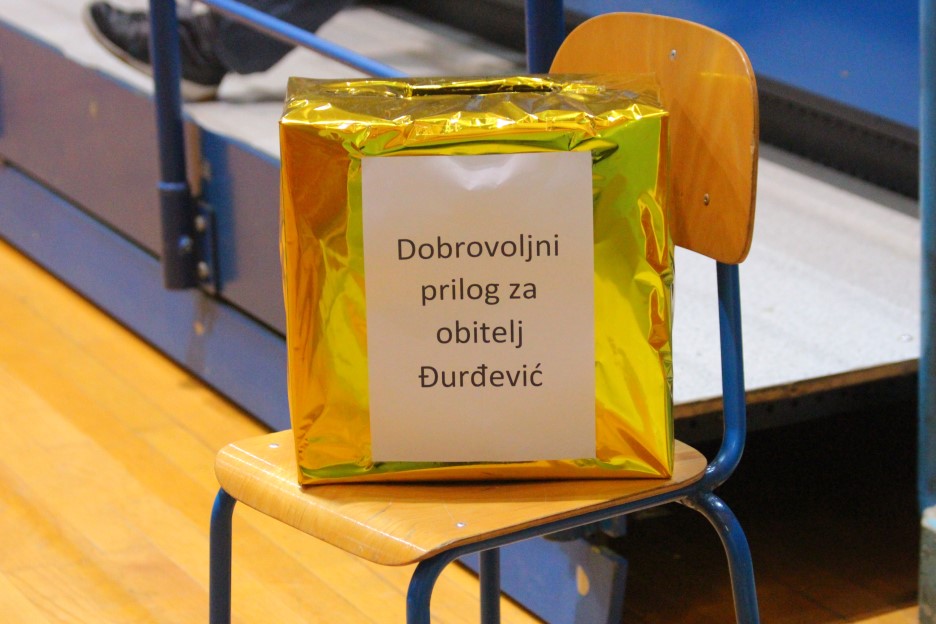 Dobrovoljni
prilog za
obitelj
Đurđević